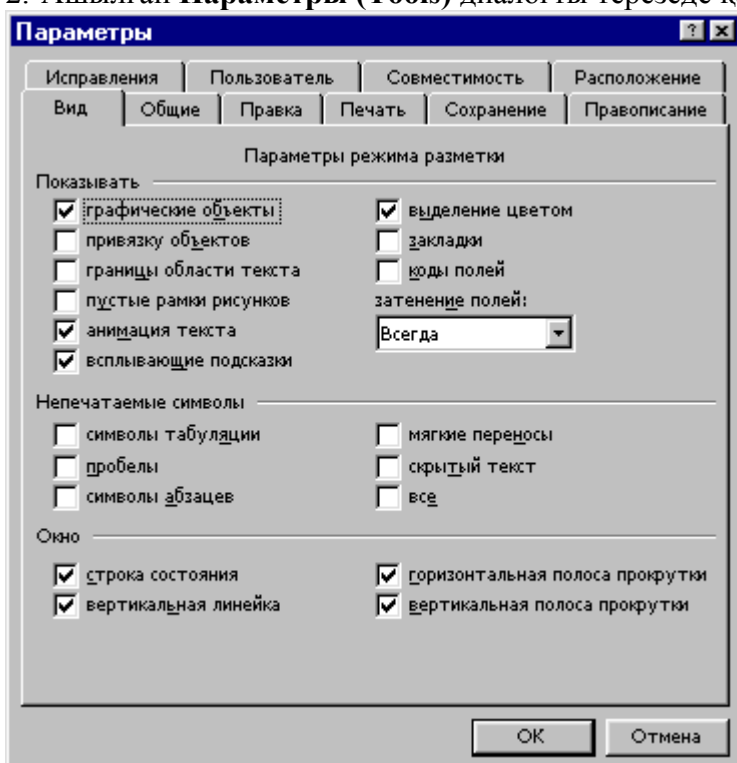 2. Ашылған Параметры (Tools) диалогты терезеде қ
Параметры
Исправления Пользователь Совместимость Расположение
Вид Общие Правка Печать Сохранение Правописание
Параметры режима разметки
Показывать
графические объекты выделение цветом
привязку объектов закладки
границы области текста коды полей
пустые рамки рисунков затенение полей:
анимация текста Всегда
всплывающие подсказки
Непечатаемые символы
символы табуляции мягкие переносы
пробелы скрытый текст
символы абзацев все
Окно
строка состояния горизонтальная полоса прокрутки
вертикальная линейка вертикальная полоса прокрутки
ОК Отмена